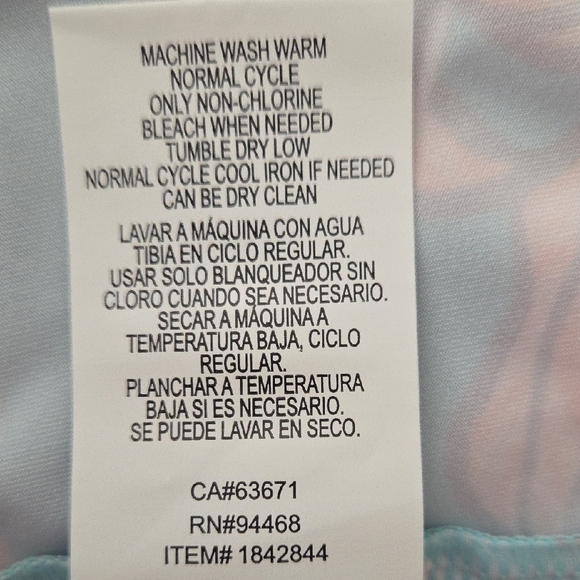 MACHINE WASH WARM
NORMAL CYCLE
ONLY NON-CHLORINE
BLEACH WHEN NEEDED
TUMBLE DRY LOW
NORMAL CYCLE COOL IRON IF NEEDED
CAN BE DRY CLEAN
LAVAR A MÁQUINA CON AGUA
TIBIA EN CICLO REGULAR.
USAR SOLO BLANQUEADOR SIN
CLORO CUANDO SEA NECESARIO.
SECAR A MÁQUINA A
TEMPERATURA BAJA, CICLO
REGULAR.
PLANCHAR A TEMPERATURA
BAJA SI ES NECESARIO.
SE PUEDE LAVAR EN SECO.
CA#63671
RN#94468
ITEM# 1842844